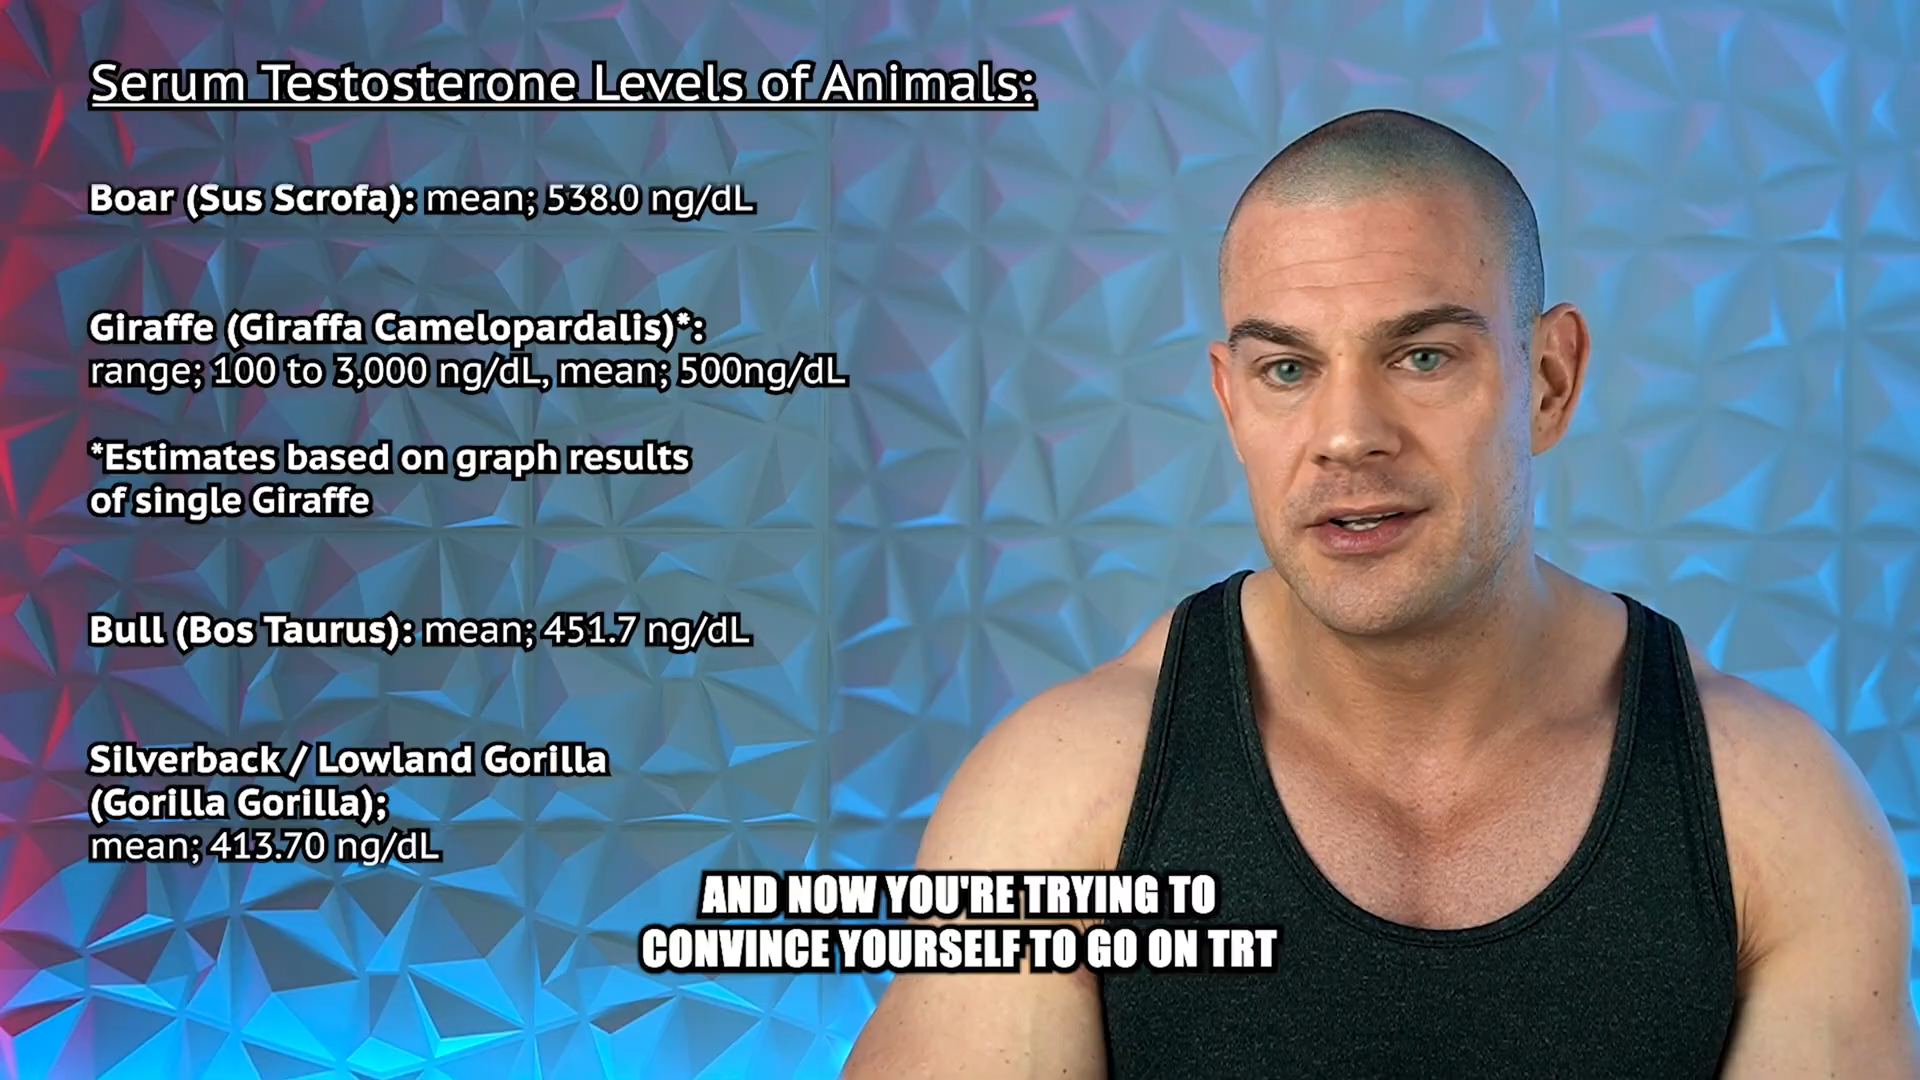 Serum Testosterone Levels of Animals:
Boar (Sus Scrofa): mean; 538.0 ng/dL
Giraffe (Giraffa Camelopardalis)*:
range; 100 to 3,000 ng/dL, mean; 500ng/dL
*Estimates based on graph results
of single Giraffe
Bull (Bos Taurus): mean; 451.7 ng/dL
Silverback / Lowland Gorilla
(Gorilla Gorilla);
mean; 413.70 ng/dL
AND NOW YOU'RE TRYING TO
CONVINCE YOURSELF TO GO ON TRT